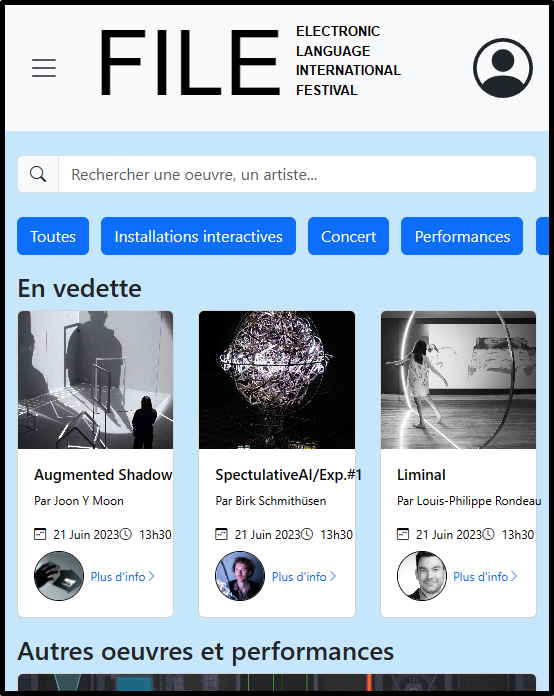 FILE
ELECTRONIC
LANGUAGE
INTERNATIONAL
FESTIVAL
Rechercher une oeuvre, un artiste...
Toutes
Installations interactives
Concert
Performances
En vedette
Augmented Shadow
Par Joon Y Moon
21 Juin 2023 13h30
Plus d'info
SpectulativeAI/Exp.#1
Par Birk Schmithüsen
21 Juin 2023 13h30
Plus d'info
Liminal
Par Louis-Philippe Rondeau
21 Juin 2023 13h30
Plus d'info
Autres oeuvres et performances